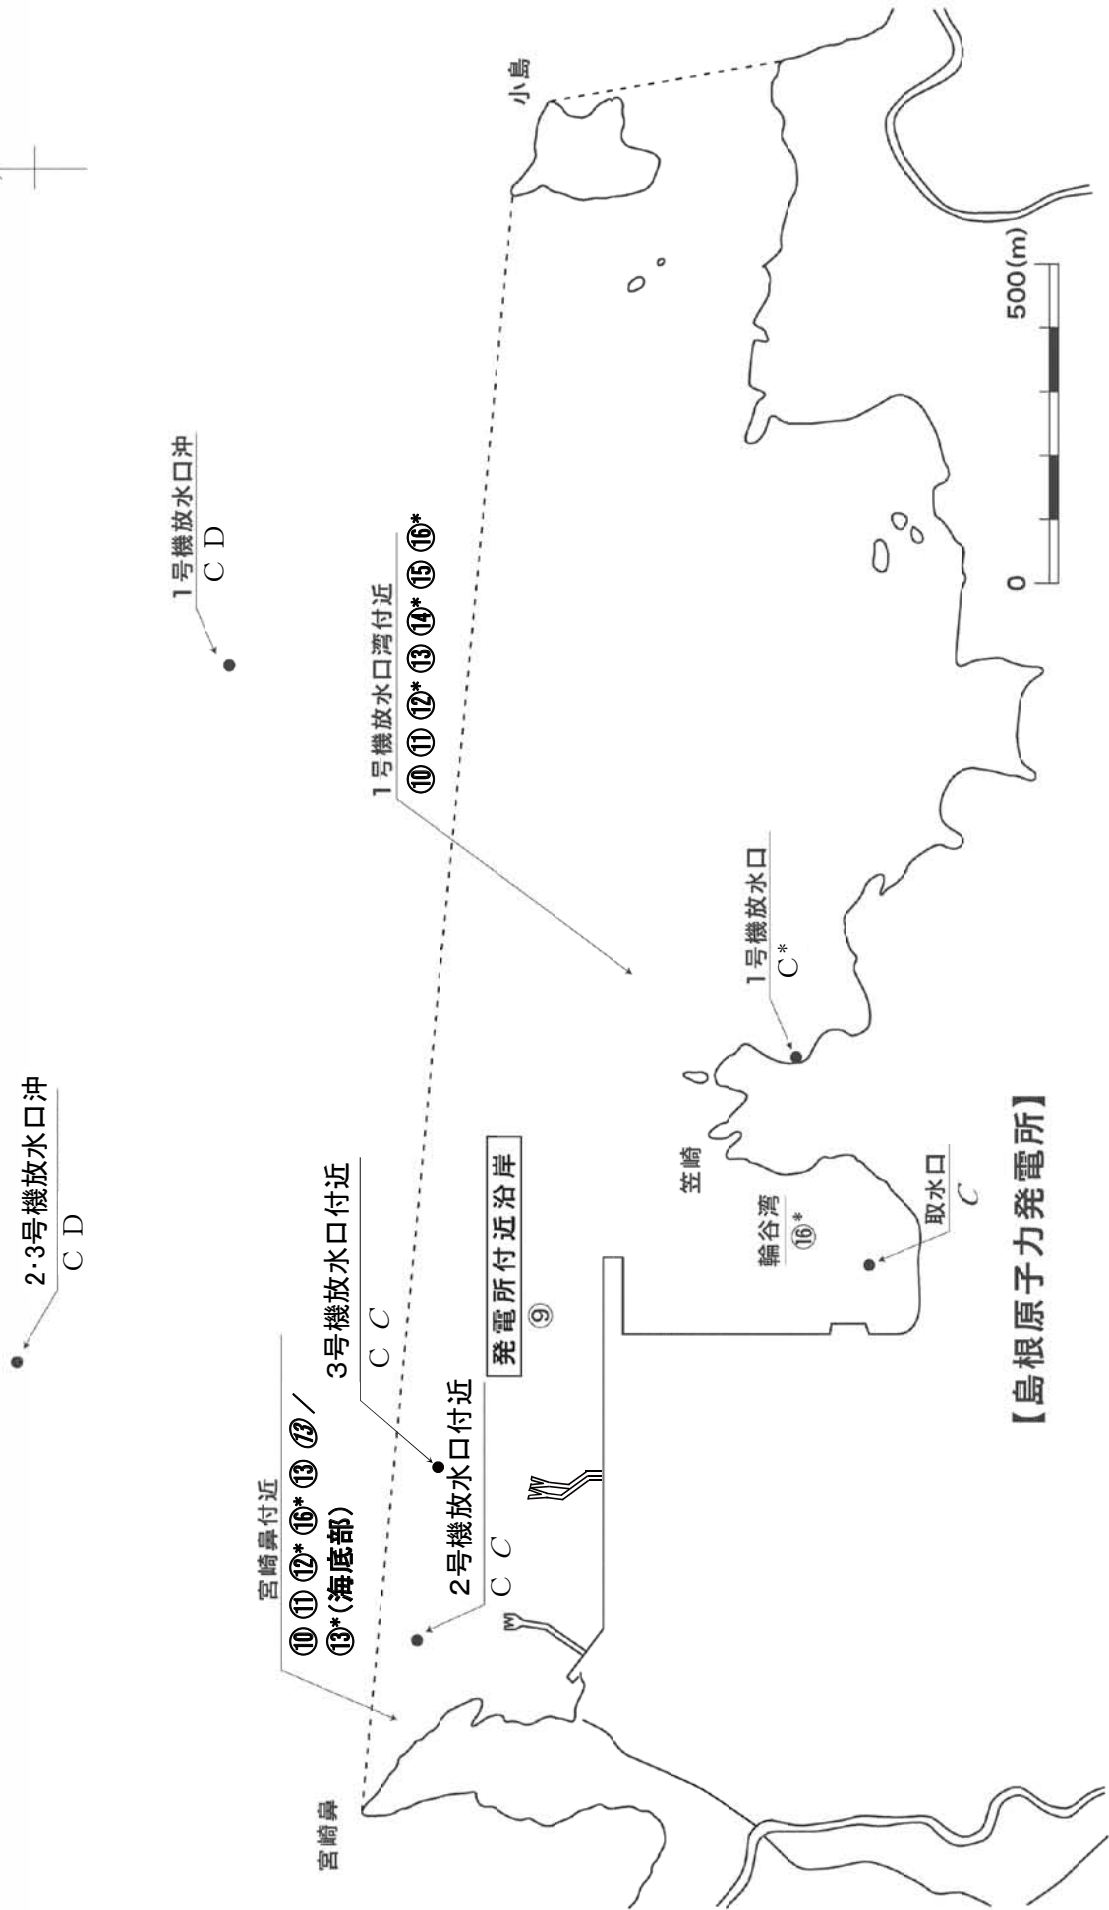 2･3号機放水口沖
C D
1号機放水口沖
C D
宮崎鼻付近
⑩ ⑪ ⑫* ⑯* ⑬ ⑬ /
⑬*(海底部)
3号機放水口付近
C C
1号機放水口湾付近
⑩ ⑪ ⑫* ⑬ ⑭* ⑮ ⑯*
宮崎鼻
2号機放水口付近
C C
発電所付近沿岸
⑨
小島
笠崎
1号機放水口
C*
輪谷湾
⑯*
取水口
C
0
500(m)
【島根原子力発電所】